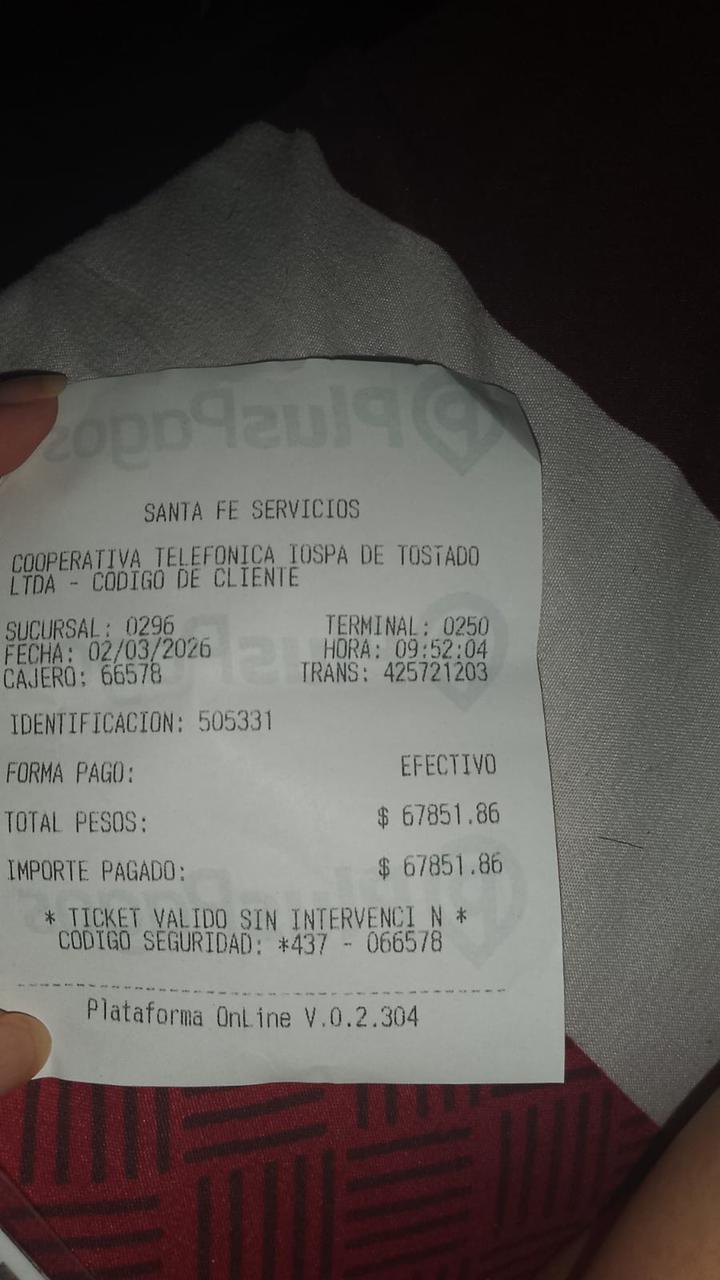 PlusPagos
SANTA FE SERVICIOS
COOPERATIVA TELEFONICA IOSPA DE TOSTADO
LTDA - CODIGO DE CLIENTE
SUCURSAL: 0296 TERMINAL: 0250
FECHA: 02/03/2026 HORA: 09:52:04
CAJERO: 66578 TRANS: 425721203
IDENTIFICACION: 505331
FORMA PAGO: EFECTIVO
TOTAL PESOS: $ 67851.86
IMPORTE PAGADO: $ 67851.86
* TICKET VALIDO SIN INTERVENCI N *
CODIGO SEGURIDAD: *437 - 066578
Plataforma OnLine V.0.2.304